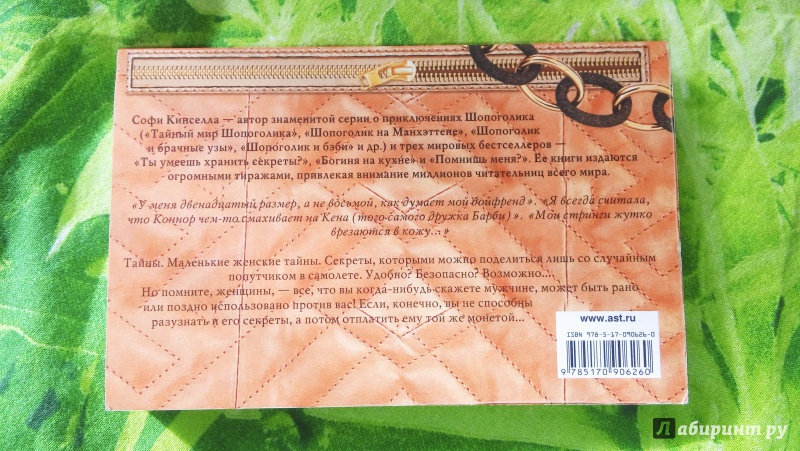 Софи Кинселла — автор знаменитой серии о приключениях Шопоголика
(«Тайный мир Шопоголика», «Шопоголик на Манхэттене», «Шопоголик
и брачные узы», «Шопоголик и бэби» и др.) и трех мировых бестселлеров —
«Ты умеешь хранить секреты?», «Богиня на кухне» и «Помнишь меня?». Ее книги издаются
огромными тиражами, привлекая внимание миллионов читательниц всего мира.
«У меня двенадцатый размер, а не восьмой, как думает мой бойфренд». «Я всегда считала,
что Коннор чем-то смахивает на Кена (того самого дружка Барби)». «Мои стринги жутко
врезаются в кожу...»
Тайны. Маленькие женские тайны. Секреты, которыми можно поделиться лишь со случайным
попутчиком в самолете. Удобно? Безопасно? Возможно...
Но помните, женщины, — все, что вы когда-нибудь скажете мужчине, может быть рано
или поздно использовано против вас! Если, конечно, вы не способны
разузнать и его секреты, а потом отплатить ему той же монетой...
www.ast.ru
ISBN 978-5-17-090626-0
9 785170 906260
Лабиринт.ру